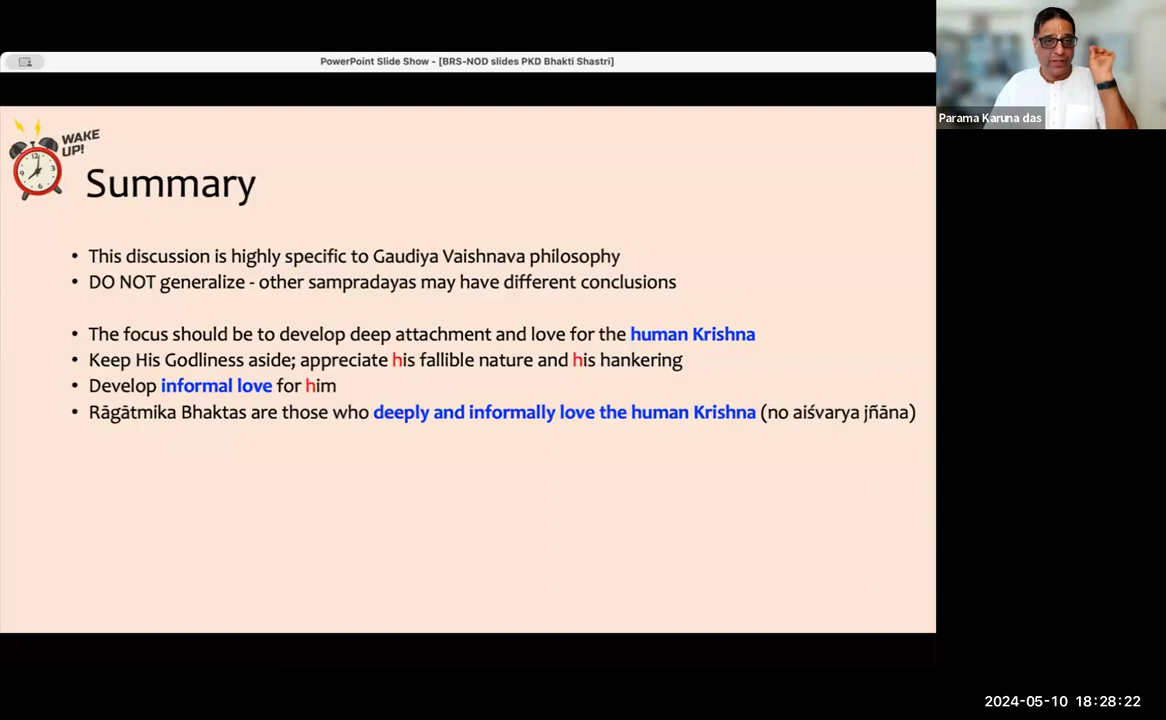 PowerPoint Slide Show - [BRS-NOD slides PKD Bhakti Shastri]
Parama Karuna das
WAKE
UP!
Summary
• This discussion is highly specific to Gaudiya Vaishnava philosophy
• DO NOT generalize - other sampradayas may have different conclusions
• The focus should be to develop deep attachment and love for the human Krishna
• Keep His Godliness aside; appreciate his fallible nature and his hankering
• Develop informal love for him
• Rāgātmika Bhaktas are those who deeply and informally love the human Krishna (no aiśvarya jñāna)
2024-05-10 18:28:22